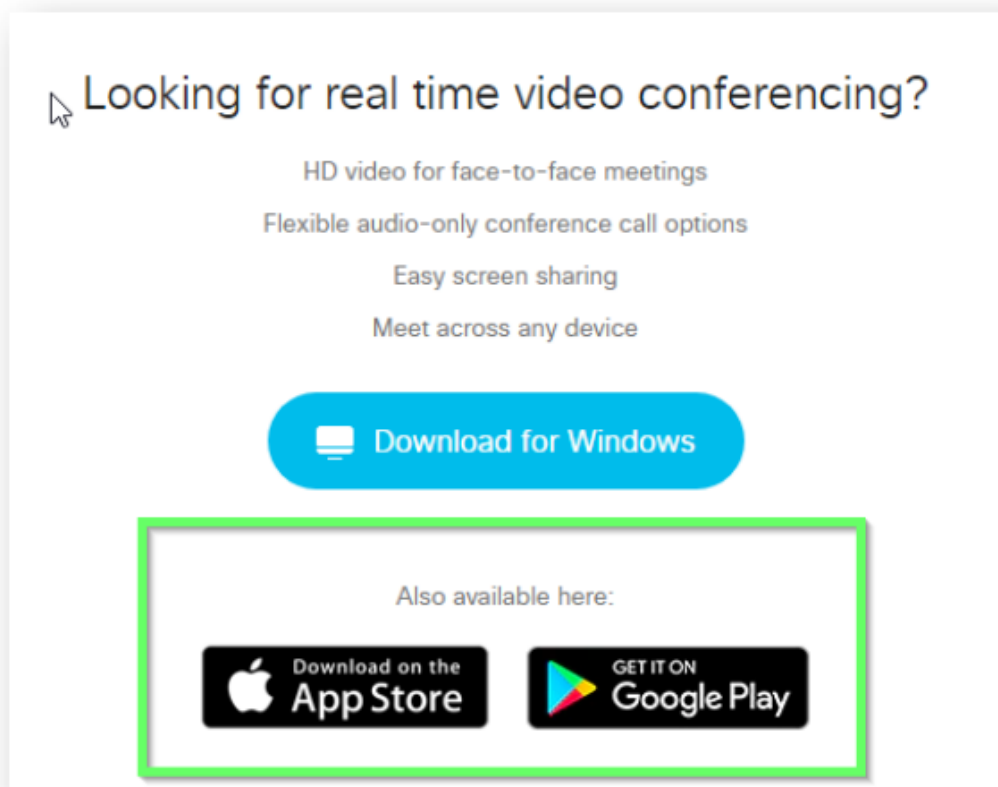 Looking for real time video conferencing?
HD video for face-to-face meetings
Flexible audio-only conference call options
Easy screen sharing
Meet across any device
Download for Windows
Also available here:
Download on the
App Store
GET IT ON
Google Play